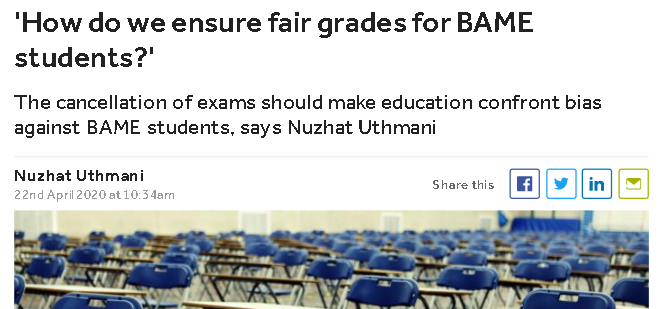 'How do we ensure fair grades for BAME
students?'
The cancellation of exams should make education confront bias
against BAME students, says Nuzhat Uthmani
Nuzhat Uthmani
22nd April 2020 at 10:34am
Share this